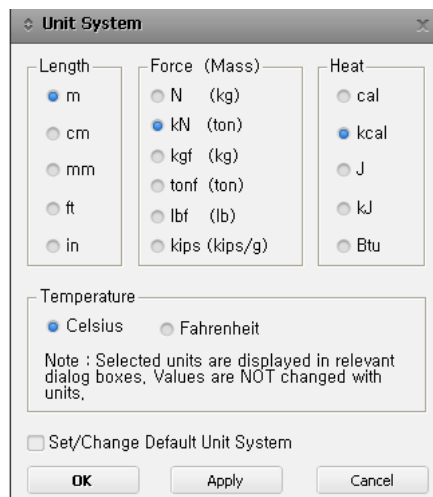 Unit System
Length
m
cm
mm
ft
in
Force (Mass)
N (kg)
kN (ton)
kgf (kg)
tonf (ton)
lbf (lb)
kips (kips/g)
Heat
cal
kcal
J
kJ
Btu
Temperature
Celsius Fahrenheit
Note : Selected units are displayed in relevant
dialog boxes, Values are NOT changed with
units,
Set/Change Default Unit System
OK Apply Cancel